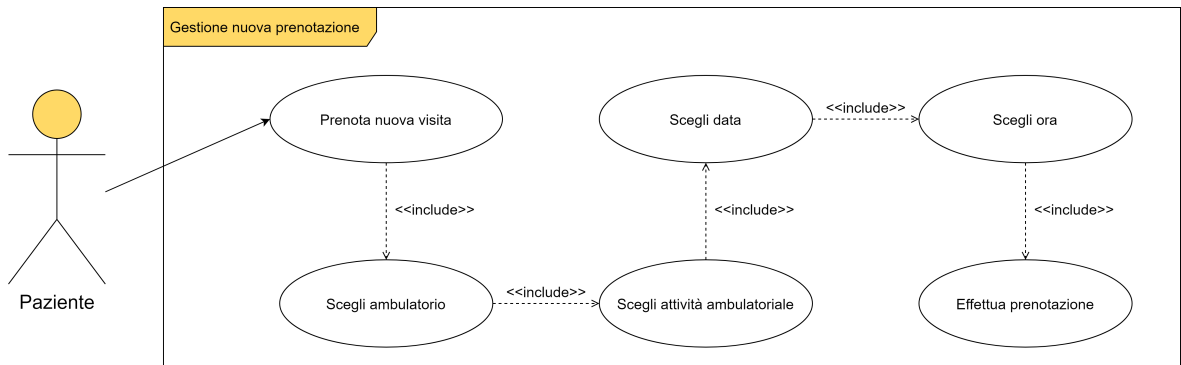 Gestione nuova prenotazione
Prenota nuova visita
Scegli data
<<include>>
Scegli ora
<<include>>
<<include>>
<<include>>
Paziente
Scegli ambulatorio
<<include>>
Scegli attività ambulatoriale
Effettua prenotazione